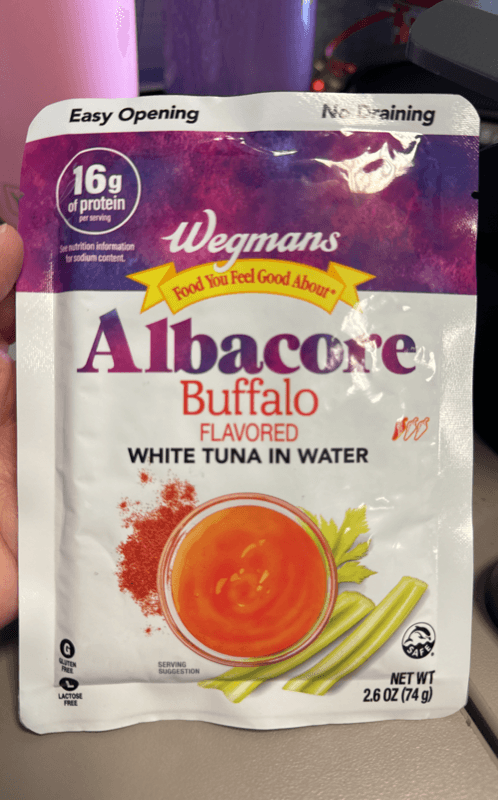 Easy Opening
No Draining
16g
of protein
per serving
See nutrition information
for sodium content.
Wegmans
Food You Feel Good About®
Albacore
Buffalo
FLAVORED
WHITE TUNA IN WATER
SERVING
SUGGESTION
G
GLUTEN
FREE
LACTOSE
FREE
SAFE
NET WT
2.6 OZ (74 g)